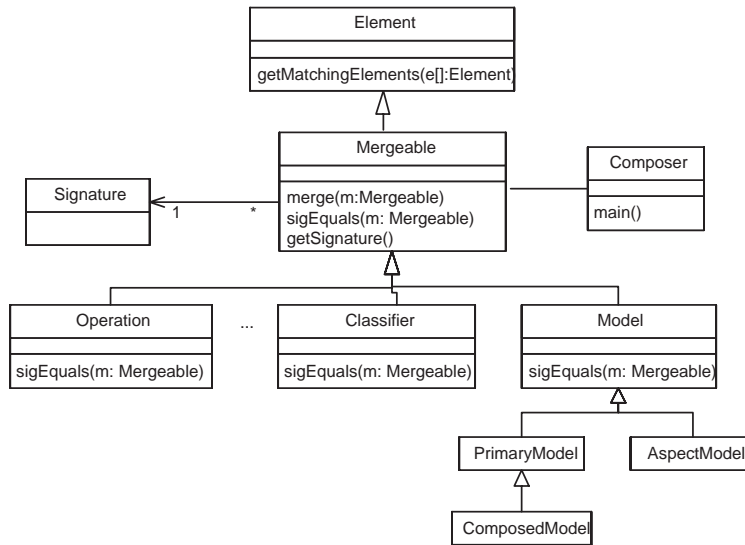 Element
getMatchingElements(e[]:Element)
Mergeable
merge(m:Mergeable)
sigEquals(m: Mergeable)
getSignature()
Signature
1
*
Composer
main()
Operation
sigEquals(m: Mergeable)
...
Classifier
sigEquals(m: Mergeable)
Model
sigEquals(m: Mergeable)
PrimaryModel
AspectModel
ComposedModel